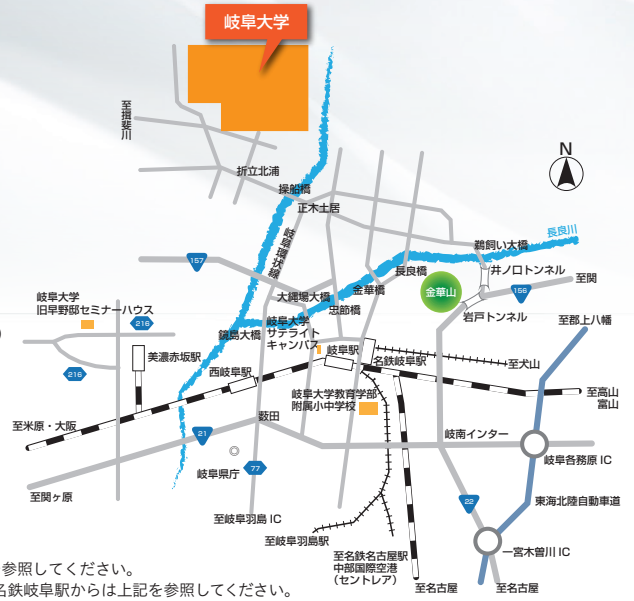 岐阜大学
至揖斐川
N
折立北浦
操船橋
正木土居
岐阜環状線
長良川
鵜飼い大橋
157
長良橋
井ノロトンネル
至関
金華山
156
大縄場大橋
金華橋
岐阜大学
旧早野邸セミナーハウス
忠節橋
岩戸トンネル
216
鏡島大橋
岐阜大学
サテライト
キャンパス
至郡上八幡
美濃赤坂駅
岐阜駅
名鉄岐阜駅
西岐阜駅
至犬山
216
岐阜大学教育学部
附属小中学校
至高山
富山
薮田
至米原・大阪
21
岐南インター
岐阜県庁
77
岐阜各務原 IC
至関ヶ原
22
東海北陸自動車道
至岐阜羽島 IC
至岐阜羽島駅
一宮木曽川 IC
至名鉄名古屋駅
中部国際空港
（セントレア）
を参照してください。
至名古屋
至名古屋
名鉄岐阜駅からは上記を参照してください。